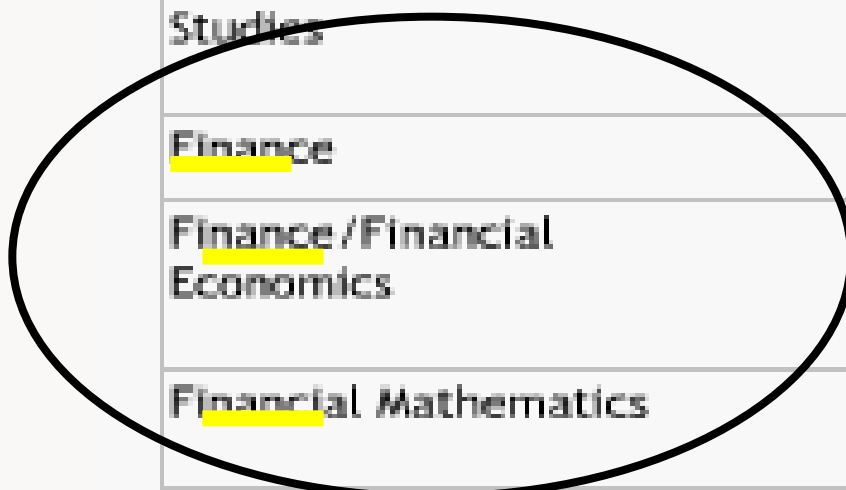 Studies
Finance
Finance/Financial
Economics
Financial Mathematics